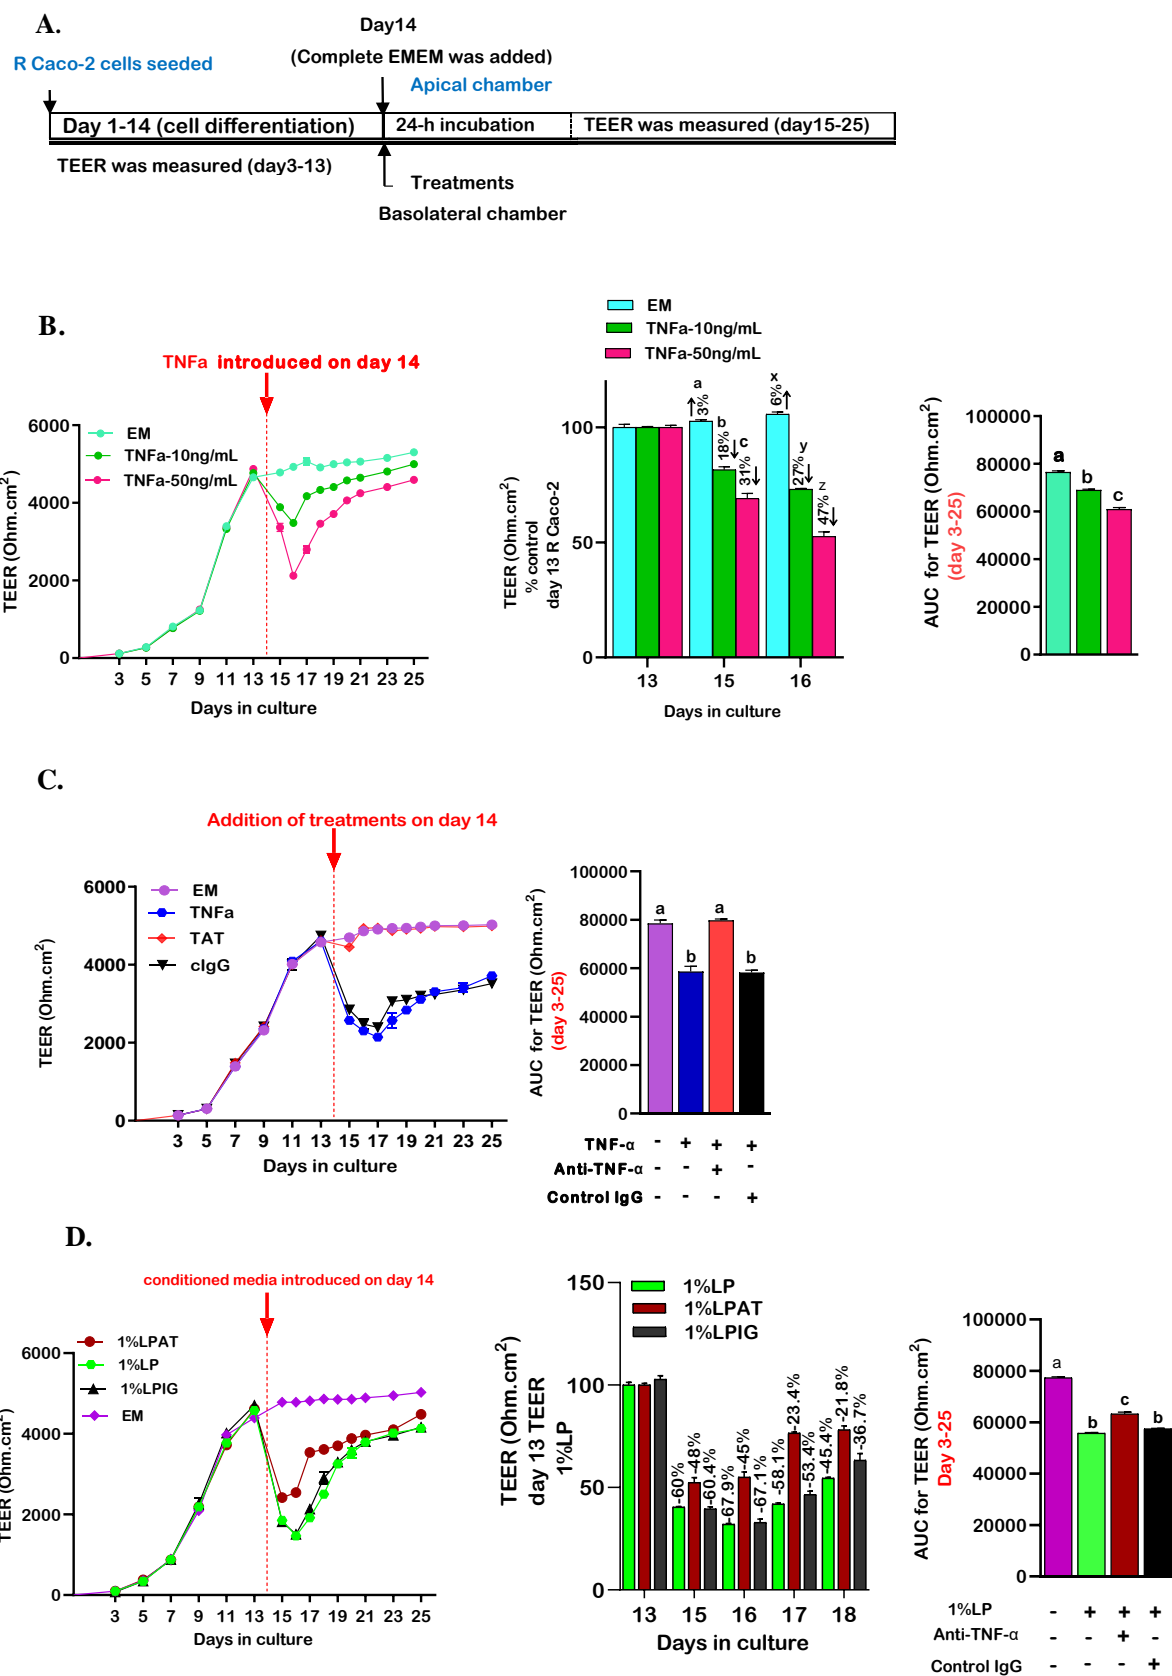 A.
Day14
(Complete EMEM was added)
R Caco-2 cells seeded
Apical chamber
Day 1-14 (cell differentiation)
24-h incubation
TEER was measured (day15-25)
TEER was measured (day3-13)
Treatments
Basolateral chamber
B.
TNFa introduced on day 14
EM
TNFa-10ng/mL
TNFa-50ng/mL
TEER (Ohm.cm²)
6000
4000
2000
0
3 5 7 9 11 13 15 17 19 21 23 25
Days in culture
EM
TNFa-10ng/mL
TNFa-50ng/mL
TEER (Ohm.cm²)
% control
day 13 R Caco-2
100
50
0
a
3%
b
18%
c
31%
x
6%
y
27%
z
47%
13 15 16
Days in culture
AUC for TEER (Ohm.cm²)
(day 3-25)
100000
80000
60000
40000
20000
0
a
b
c
C.
Addition of treatments on day 14
EM
TNFa
TAT
cIgG
TEER (Ohm.cm²)
6000
4000
2000
0
3 5 7 9 11 13 15 17 19 21 23 25
Days in culture
AUC for TEER (Ohm.cm²)
(day 3-25)
100000
80000
60000
40000
20000
0
a b a b
TNF-α - + + +
Anti-TNF-α - - + -
Control IgG - - - +
D.
conditioned media introduced on day 14
1%LPAT
1%LP
1%LPIG
EM
TEER (Ohm.cm²)
6000
4000
2000
0
3 5 7 9 11 13 15 17 19 21 23 25
Days in culture
1%LP
1%LPAT
1%LPIG
TEER (Ohm.cm²)
day 13 TEER
1%LP
150
100
50
0
-60%
-48%
-60.4%
-67.9%
-45%
-67.1%
-58.1%
-23.4%
-53.4%
-45.4%
-21.8%
-36.7%
13 15 16 17 18
Days in culture
AUC for TEER (Ohm.cm²)
Day 3-25
100000
80000
60000
40000
20000
0
a
b
c
b
1%LP - + + +
Anti-TNF-α - - + -
Control IgG - - - +